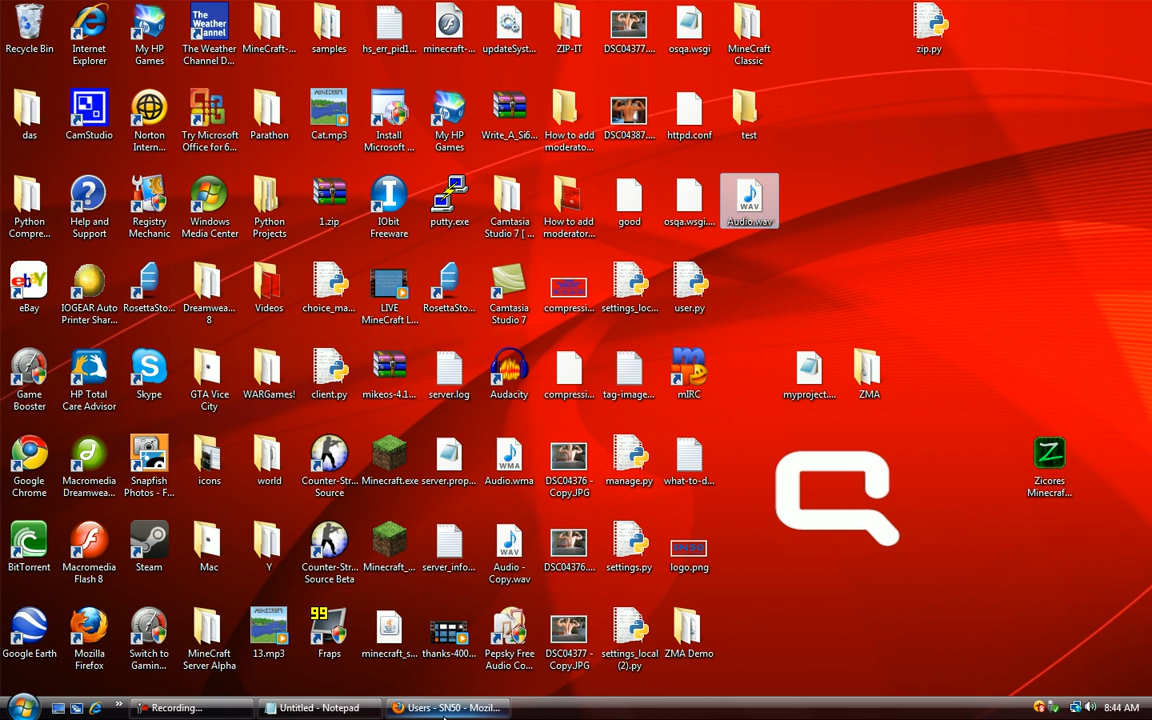 The
Weather
Channel
Recycle Bin
Internet
Explorer
My HP
Games
The Weather
Channel D...
MineCraft-...
samples
hs_err_pid1...
minecraft-...
updateSyst...
ZIP-IT
DSC04377....
osqa.wsgi
MineCraft
Classic
zip.py
das
CamStudio
Norton
Intern...
Try Microsoft
Office for 6...
Parathon
Cat.mp3
Install
Microsoft ...
My HP
Games
Write_A_Si6...
How to add
moderato...
DSC04387....
httpd.conf
test
Python
Compre...
Help and
Support
Registry
Mechanic
Windows
Media Center
Python
Projects
1.zip
IObit
Freeware
putty.exe
Camtasia
Studio 7 [ ...
How to add
moderator...
good
osqa.wsgi....
WAV
Audio.wav
ebY
eBay
IOGEAR Auto
Printer Shar...
RosettaSto...
Dreamwea...
8
Videos
choice_ma...
LIVE
MineCraft L...
RosettaSto...
Camtasia
Studio 7
compressi...
settings_loc...
user.py
Game
Booster
HP Total
Care Advisor
Skype
GTA Vice
City
WARGames!
client.py
mikeos-4.1...
server.log
Audacity
compressi...
tag-image...
mIRC
myproject....
ZMA
Google
Chrome
Macromedia
Dreamwea...
Snapfish
Photos - F...
icons
world
Counter-Str...
Source
Minecraft.exe
server.prop...
WMA
Audio.wma
DSC04376
- Copy.JPG
manage.py
what-to-d...
Z
Zicores
Minecraf...
BitTorrent
Macromedia
Flash 8
Steam
Mac
Y
Counter-Str...
Source Beta
Minecraft_...
server_info...
WAV
Audio -
Copy.wav
DSC04376....
settings.py
SN50
logo.png
Google Earth
Mozilla
Firefox
Switch to
Gamin...
MineCraft
Server Alpha
MINECRAFT
13.mp3
99
Fraps
minecraft_s...
thanks-400...
Pepsky Free
Audio Co...
DSC04377 -
Copy.JPG
settings_local
(2).py
ZMA Demo
»
Recording...
Untitled - Notepad
Users - SN50 - Mozil...
8:44 AM